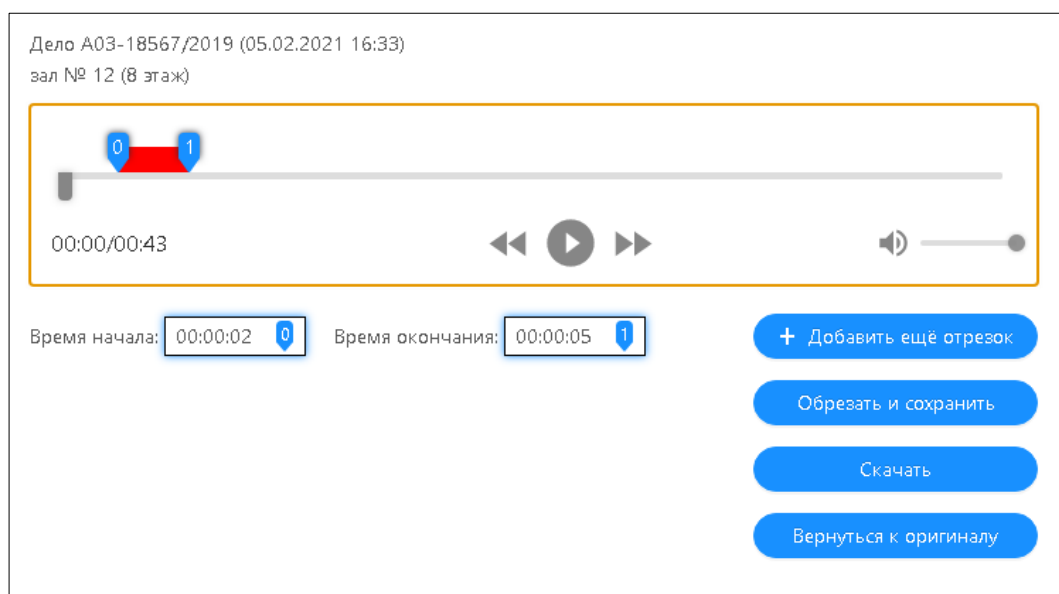 Дело А03-18567/2019 (05.02.2021 16:33)
зал № 12 (8 этаж)
0 1
00:00/00:43
Время начала: 00:00:02 0 Время окончания: 00:00:05 1
+ Добавить ещё отрезок
Обрезать и сохранить
Скачать
Вернуться к оригиналу